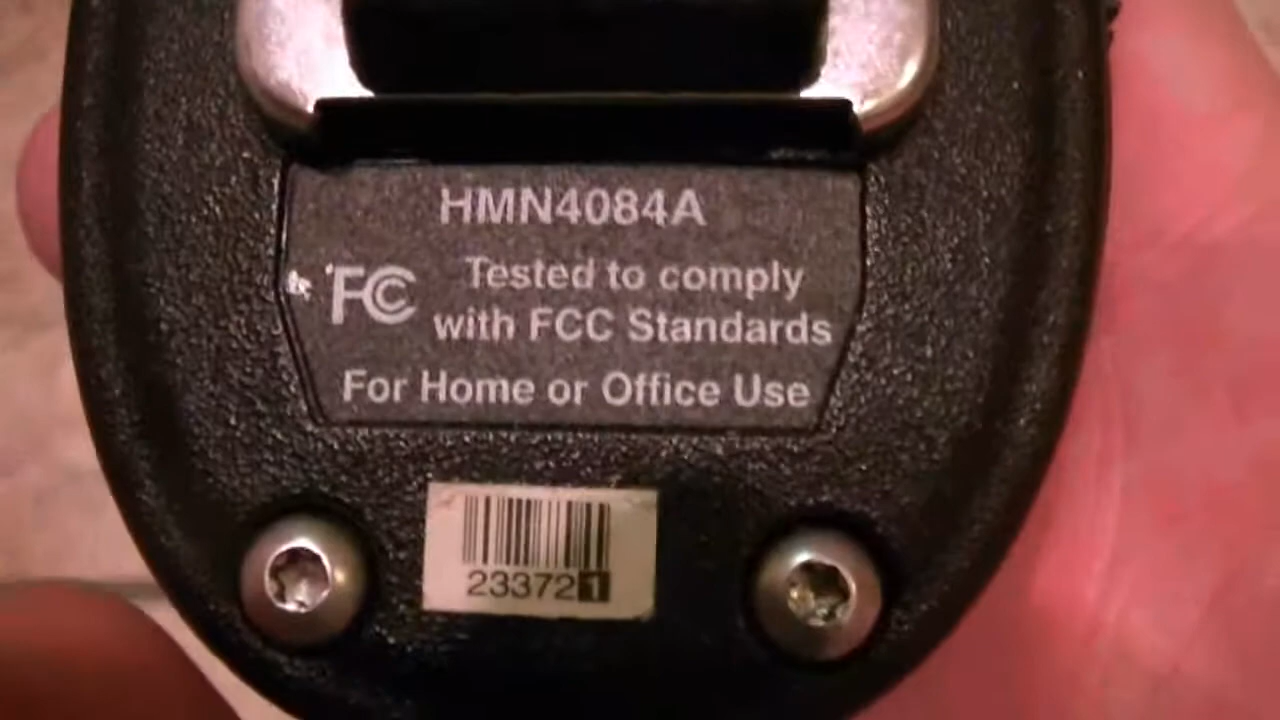 HMN4084A
FC Tested to comply
with FCC Standards
For Home or Office Use
233721